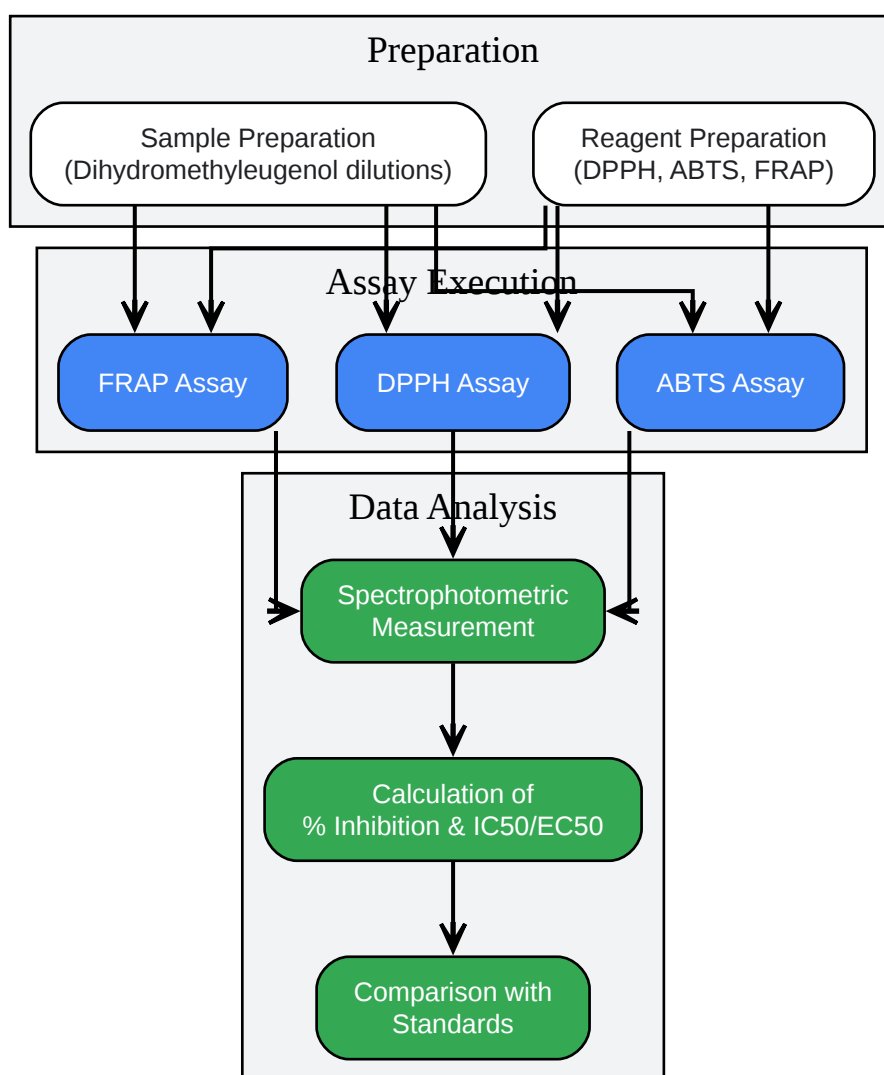 Preparation
Sample Preparation
(Dihydromethyleugenol dilutions)
Reagent Preparation
(DPPH, ABTS, FRAP)
Assay Execution
FRAP Assay
DPPH Assay
ABTS Assay
Data Analysis
Spectrophotometric
Measurement
Calculation of
% Inhibition & IC50/EC50
Comparison with
Standards